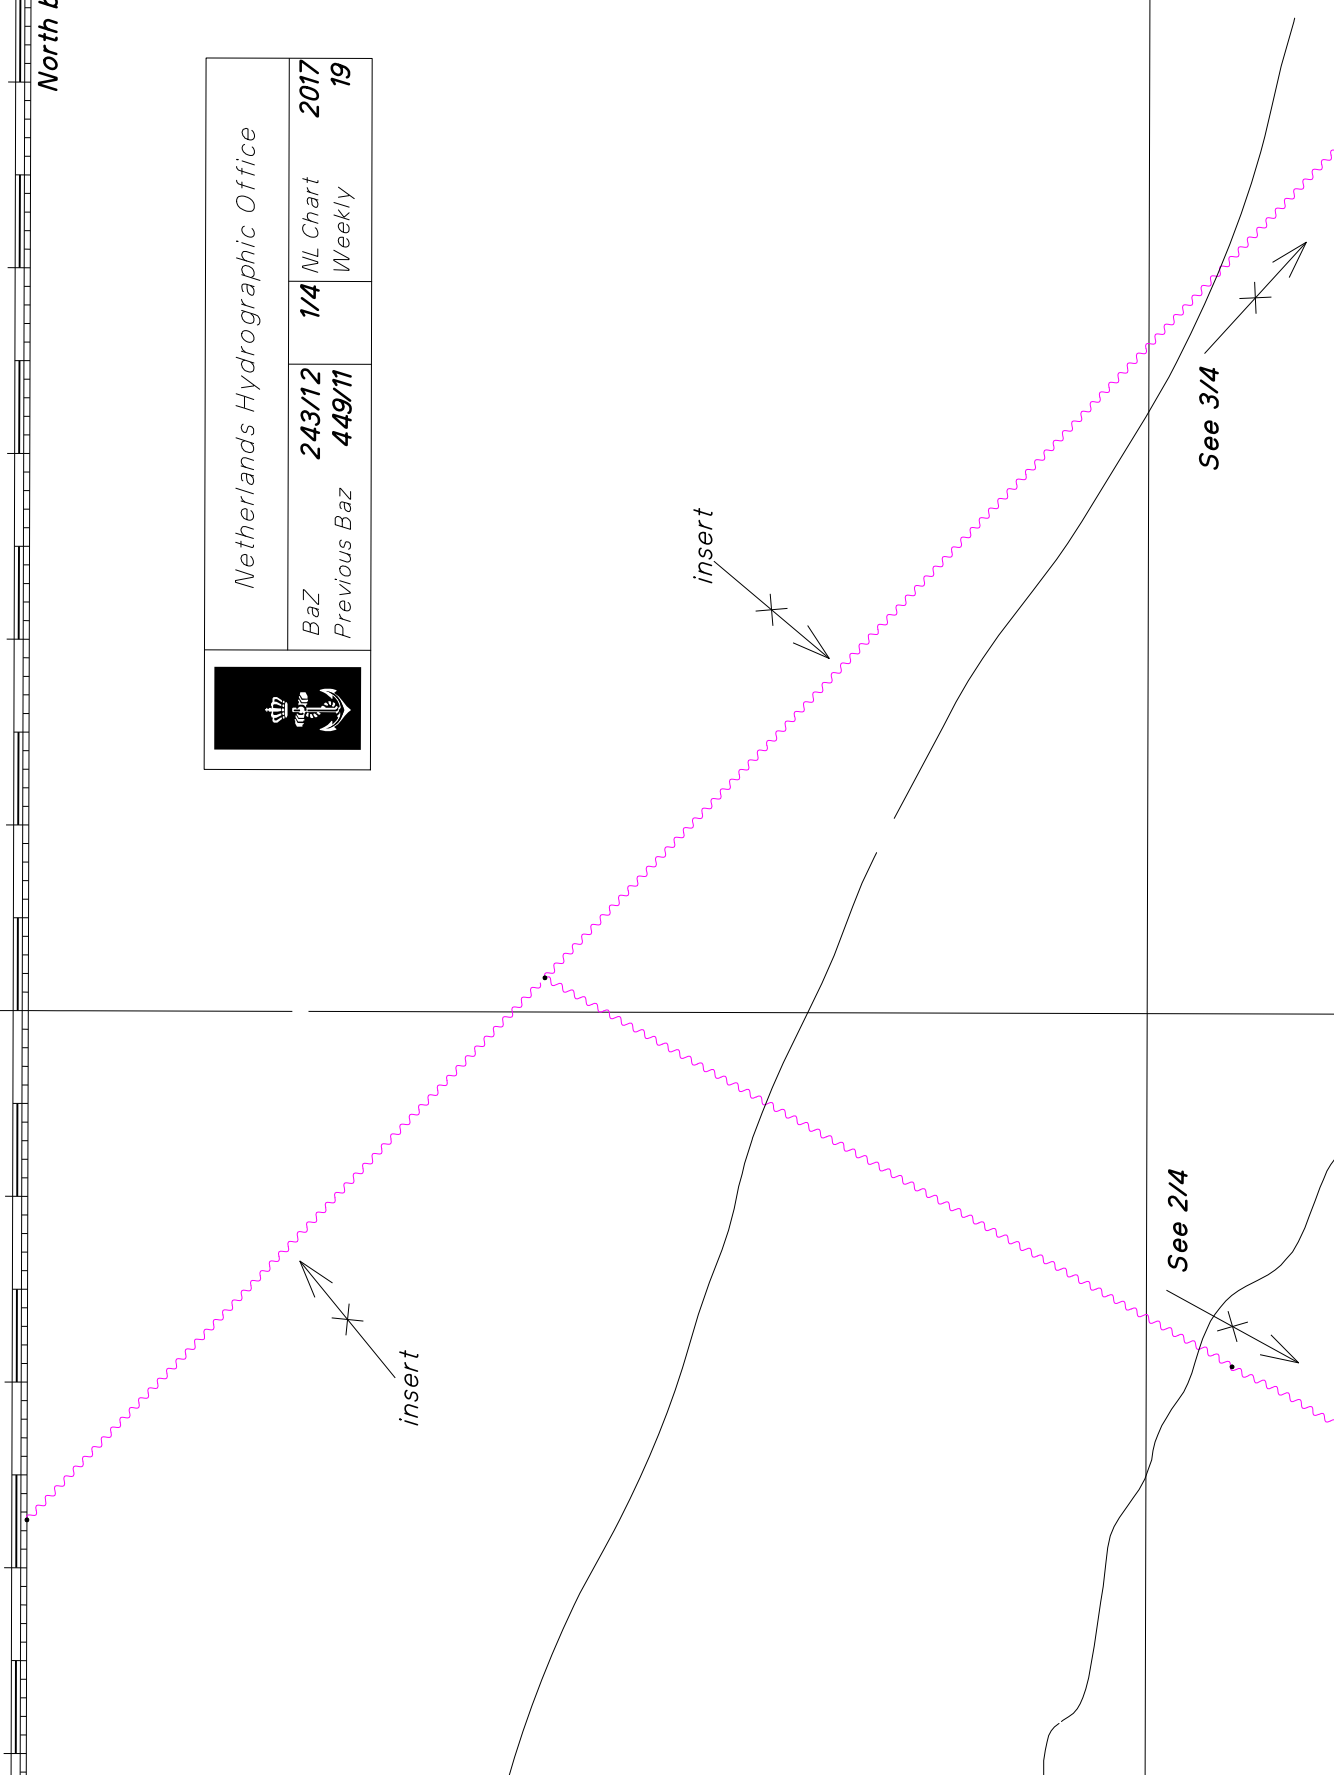 North b
Netherlands Hydrographic Office
BaZ 243/12 1/4 NL Chart 2017
Previous Baz 449/11 Weekly 19
insert
insert
See 2/4
See 3/4